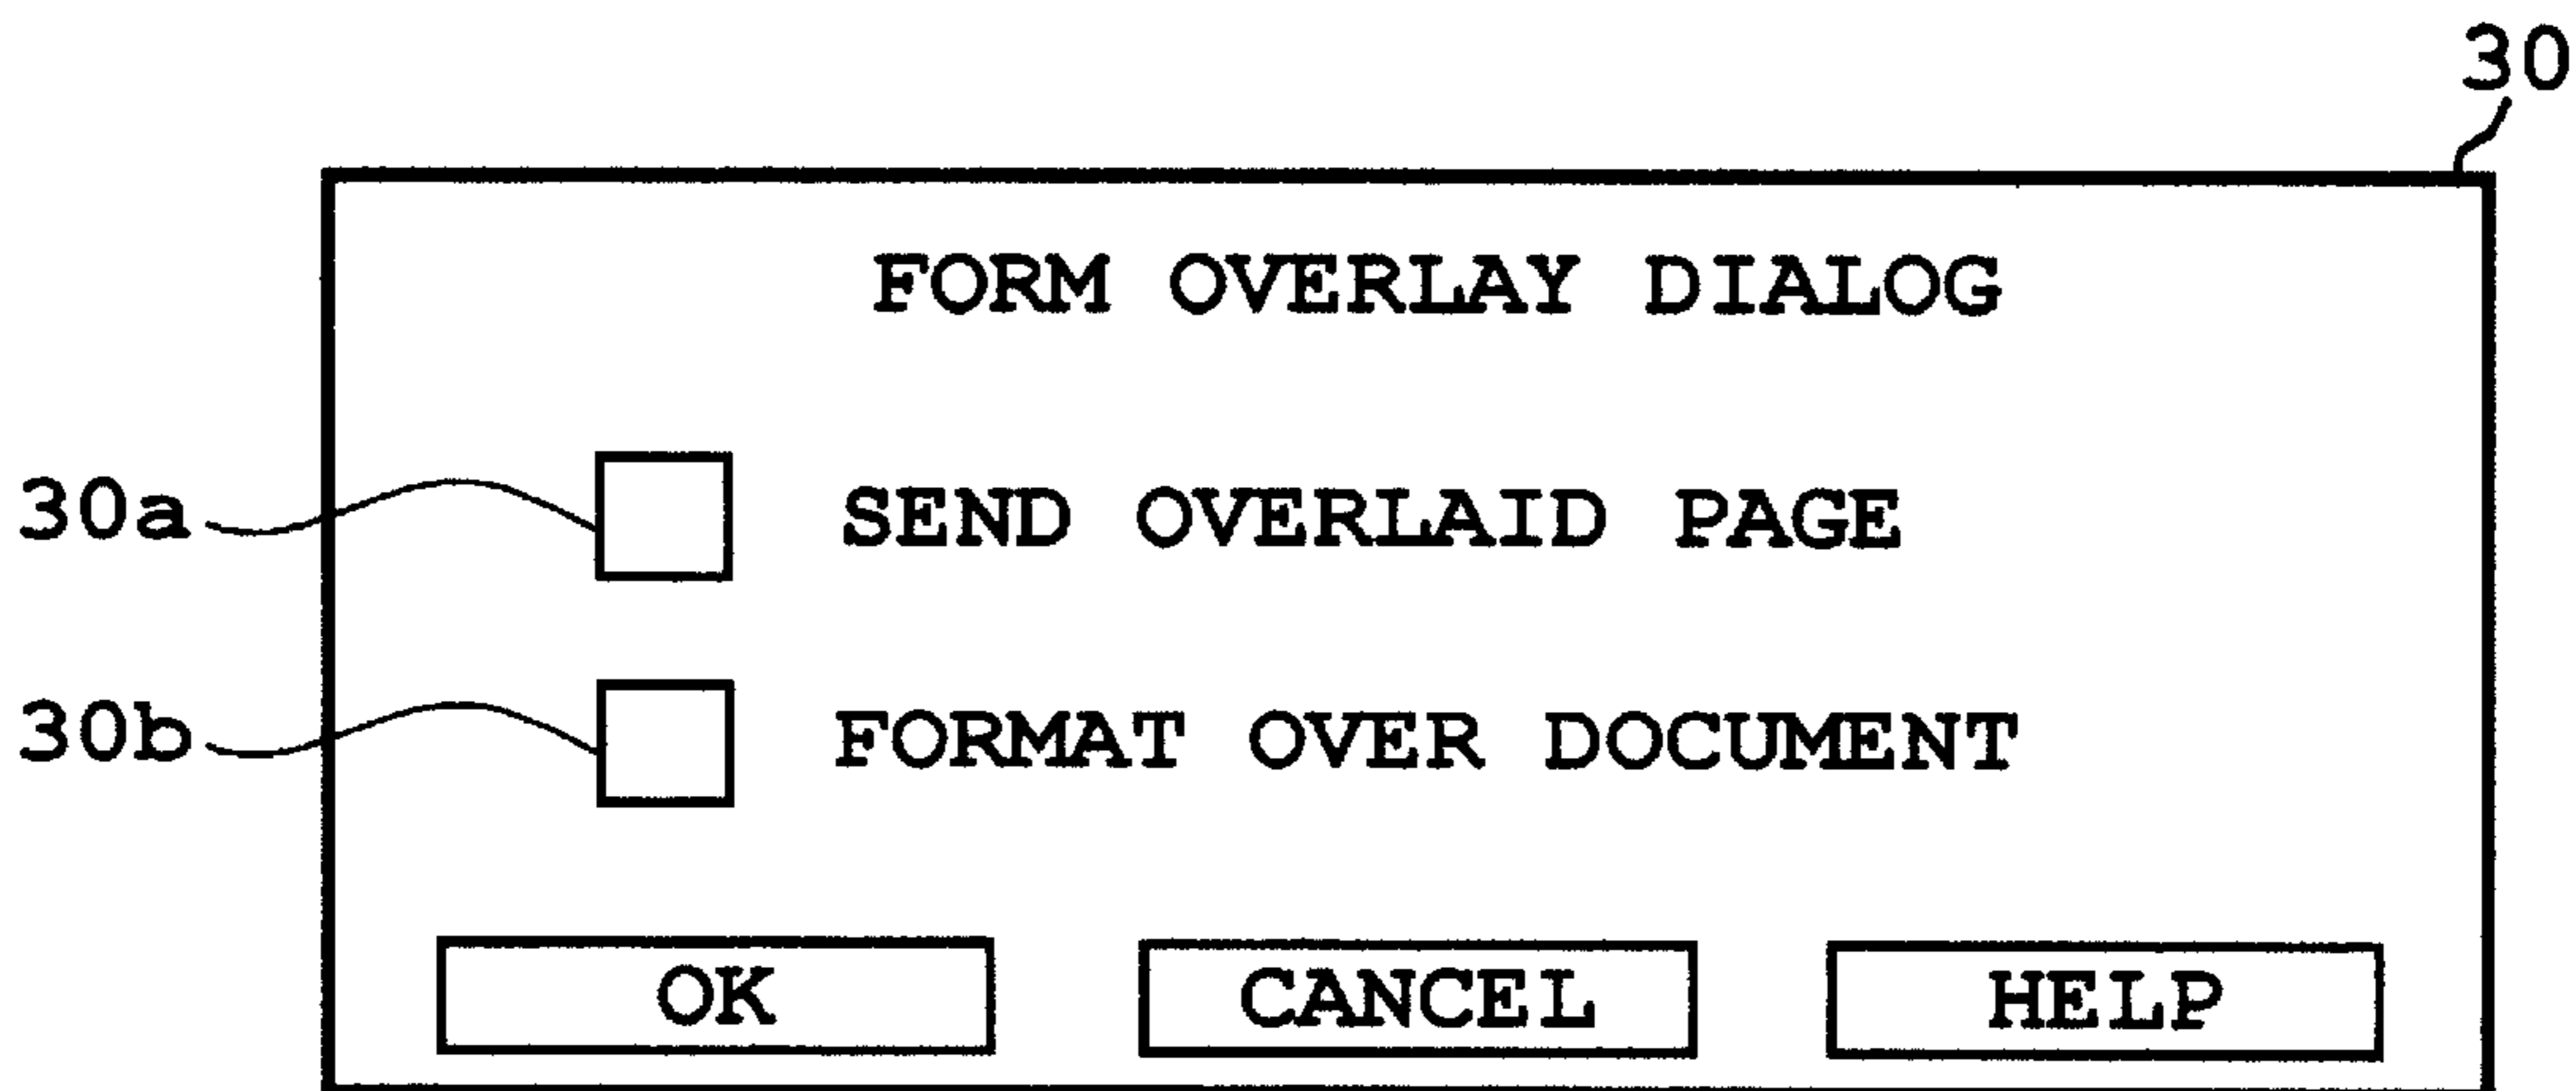 30
FORM OVERLAY DIALOG
30a SEND OVERLAID PAGE
30b FORMAT OVER DOCUMENT
OK CANCEL HELP